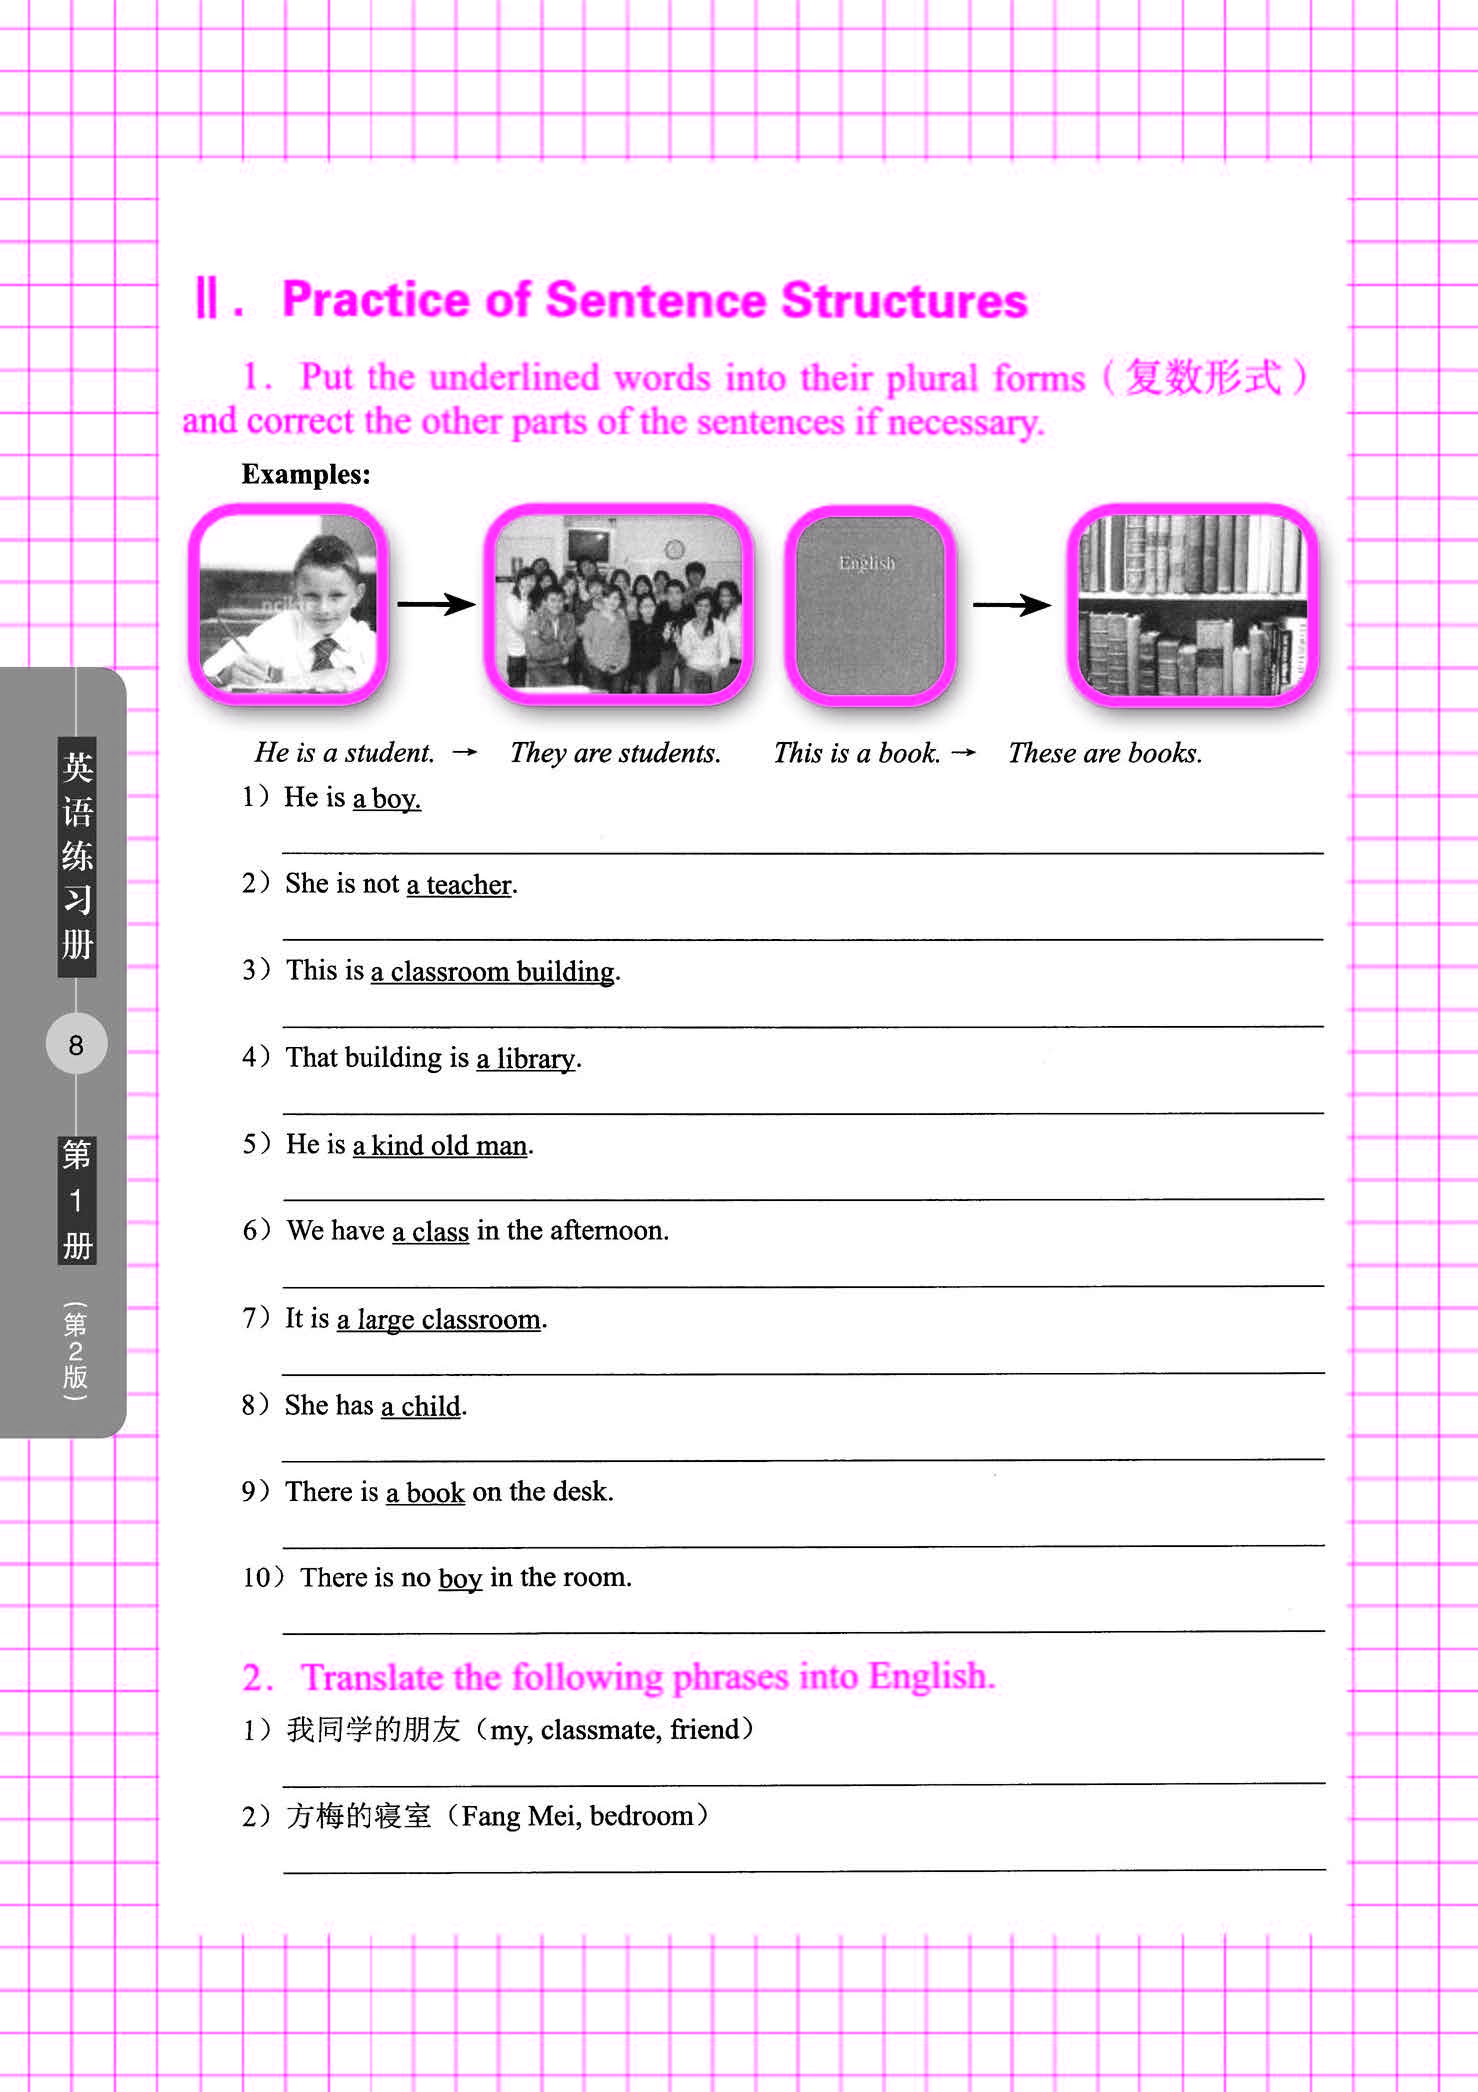 Ⅱ. Practice of Sentence Structures
1. Put the underlined words into their plural forms（复数形式）
and correct the other parts of the sentences if necessary.
Examples:
English
He is a student. → They are students. This is a book. → These are books.
1）He is a boy.
2）She is not a teacher.
3）This is a classroom building.
4）That building is a library.
5）He is a kind old man.
6）We have a class in the afternoon.
7）It is a large classroom.
8）She has a child.
9）There is a book on the desk.
10）There is no boy in the room.
2. Translate the following phrases into English.
1）我同学的朋友（my, classmate, friend）
2）方梅的寝室（Fang Mei, bedroom）
英语练习册
8
第1册
（第2版）